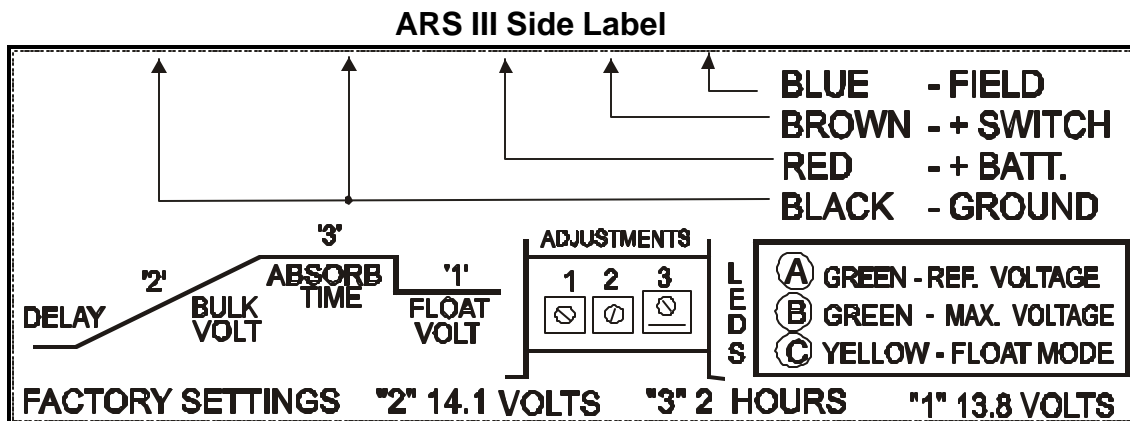 ARS III Side Label
BLUE - FIELD
BROWN - + SWITCH
RED - + BATT.
BLACK - GROUND
DELAY
'2'
BULK
VOLT
'3'
ABSORB
TIME
'1'
FLOAT
VOLT
ADJUSTMENTS
1 2 3
LEDS
A GREEN - REF. VOLTAGE
B GREEN - MAX. VOLTAGE
C YELLOW - FLOAT MODE
FACTORY SETTINGS "2" 14.1 VOLTS "3" 2 HOURS "1" 13.8 VOLTS